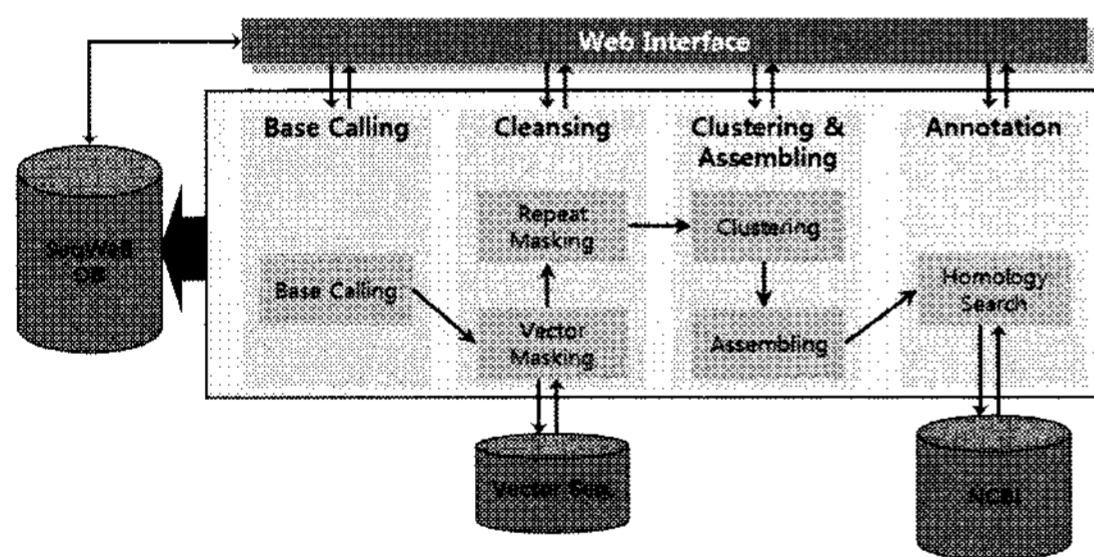 Web Interface
Base Calling
Cleansing
Clustering &
Assembling
Annotation
Repeat
Masking
Clustering
Homology
Search
Base Calling
Vector
Masking
Assembling
DB
Vector Seq.
NCBI